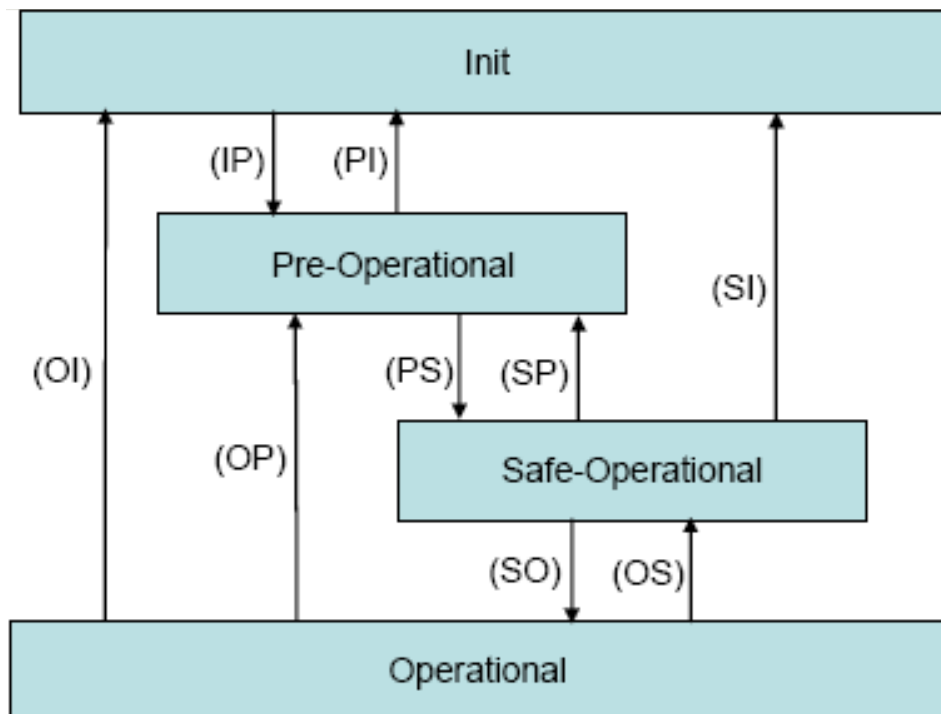 Init
(IP)
(PI)
Pre-Operational
(SI)
(OI)
(PS)
(SP)
(OP)
Safe-Operational
(SO)
(OS)
Operational